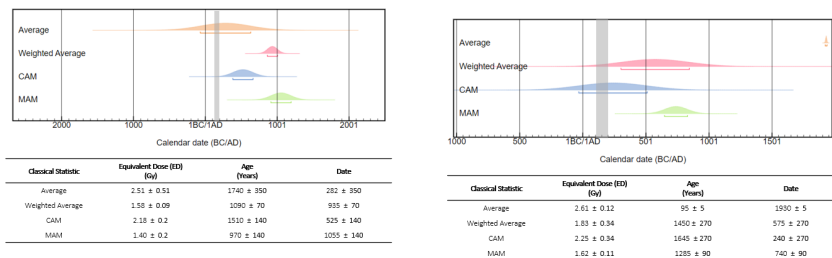 Average
Weighted Average
CAM
MAM
2000 1000 1BC/1AD 1001 2001
Calendar date (BC/AD)
Classical Statistic Equivalent Dose (ED) (Gy) Age (Years) Date
Average 2.51 ± 0.51 1740 ± 350 282 ± 350
Weighted Average 1.58 ± 0.09 1090 ± 70 935 ± 70
CAM 2.18 ± 0.2 1510 ± 140 525 ± 140
MAM 1.40 ± 0.2 970 ± 140 1055 ± 140
Average
Weighted Average
CAM
MAM
1000 500 1BC/1AD 501 1001 1501
Calendar date (BC/AD)
Classical Statistic Equivalent Dose (ED) (Gy) Age (Years) Date
Average 2.61 ± 0.12 95 ± 5 1930 ± 5
Weighted Average 1.83 ± 0.34 1450 ± 270 575 ± 270
CAM 2.25 ± 0.34 1645 ±270 240 ± 270
MAM 1.62 ± 0.11 1285 ± 90 740 ± 90